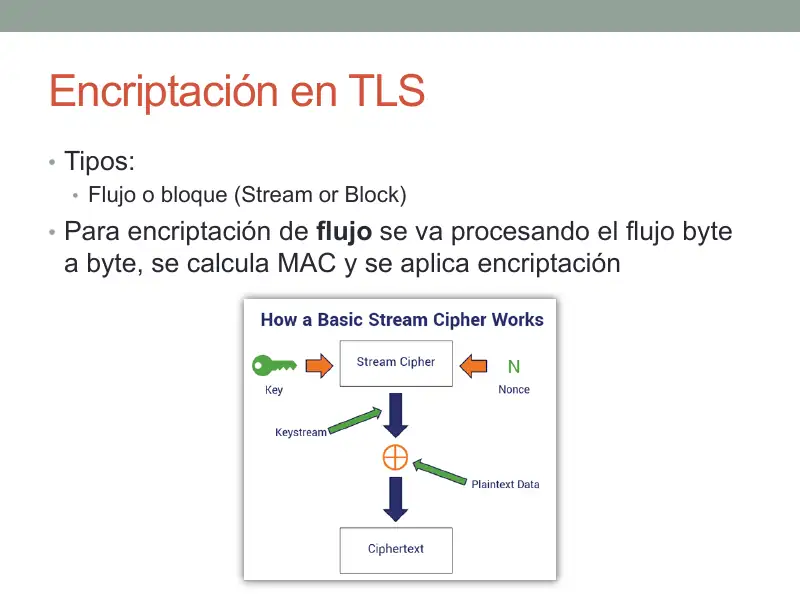 Encriptación en TLS
• Tipos:
• Flujo o bloque (Stream or Block)
• Para encriptación de flujo se va procesando el flujo byte
a byte, se calcula MAC y se aplica encriptación
How a Basic Stream Cipher Works
Stream Cipher
N
Key
Nonce
Keystream
Plaintext Data
Ciphertext